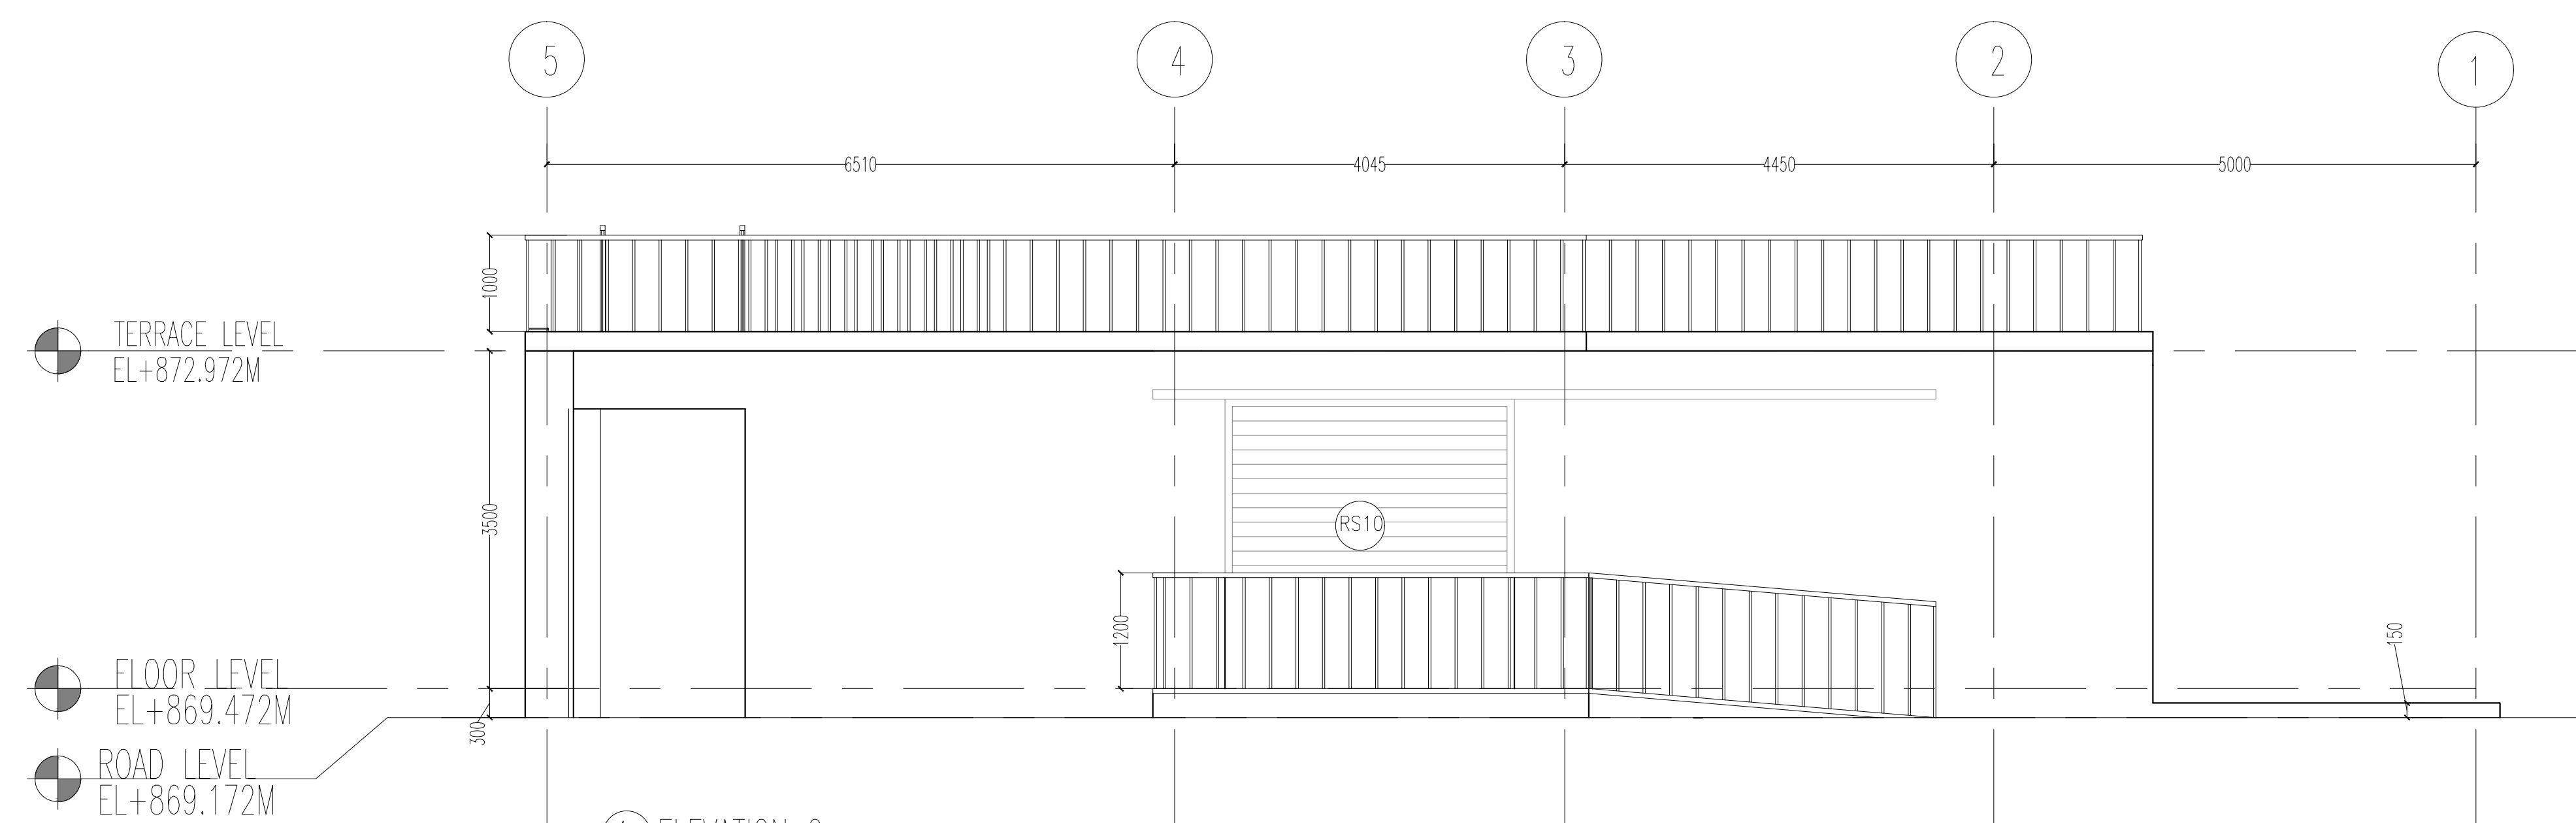 5
4
3
2
1
6510
4045
4450
5000
1000
TERRACE LEVEL
EL+872.972M
3500
RS10
1200
150
FLOOR LEVEL
EL+869.472M
300
ROAD LEVEL
EL+869.172M